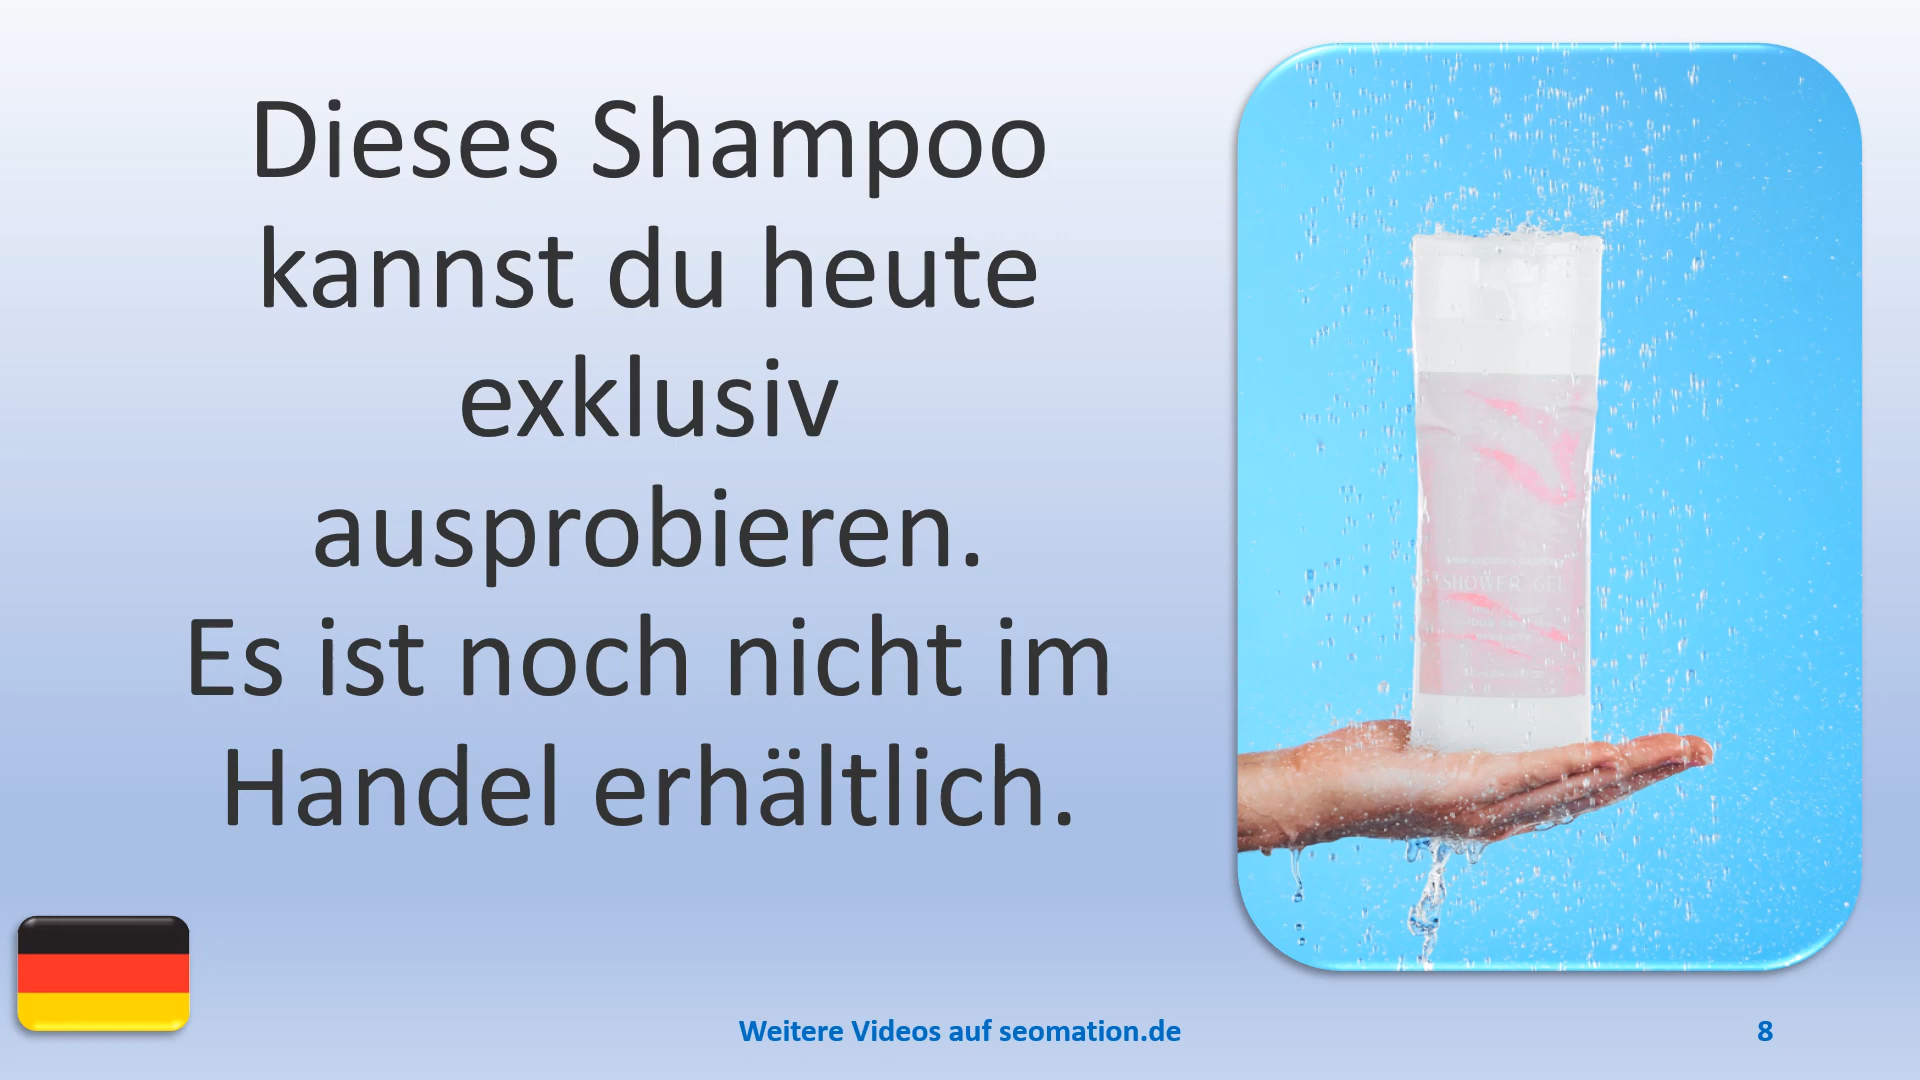 Dieses Shampoo
kannst du heute
exklusiv
ausprobieren.
Es ist noch nicht im
Handel erhältlich.
SHOWER GEL
Weitere Videos auf seomation.de
8